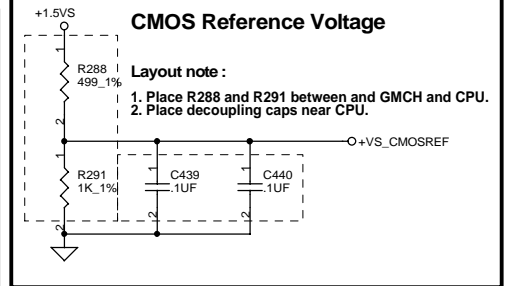 +1.5VS
CMOS Reference Voltage
1
R288
499_1%
2
Layout note :
1. Place R288 and R291 between and GMCH and CPU.
2. Place decoupling caps near CPU.
+VS_CMOSREF
1
R291
1K_1%
2
1
C439
.1UF
2
1
C440
.1UF
2